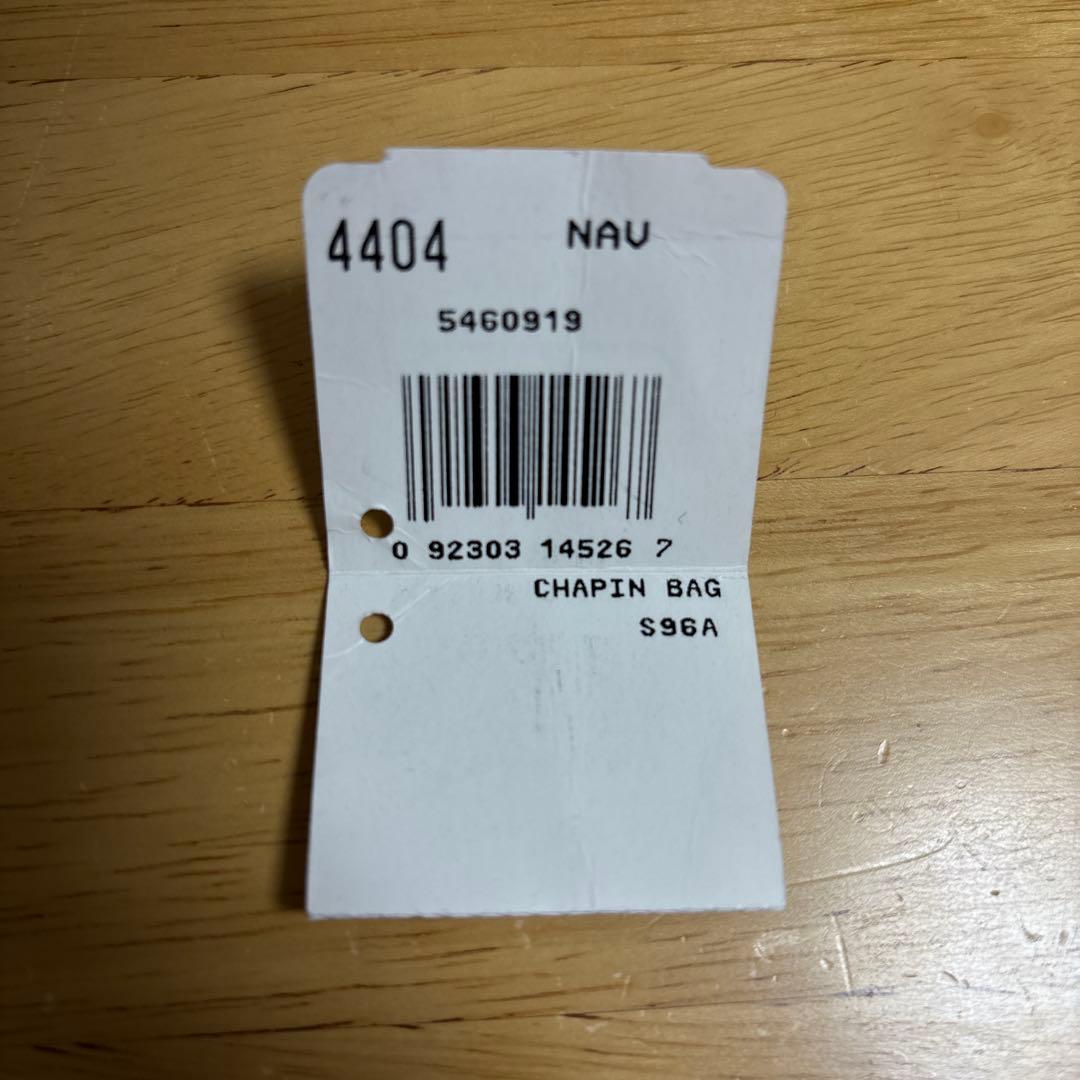 4404 NAV
5460919
0 92303 14526 7
CHAPIN BAG
S96A